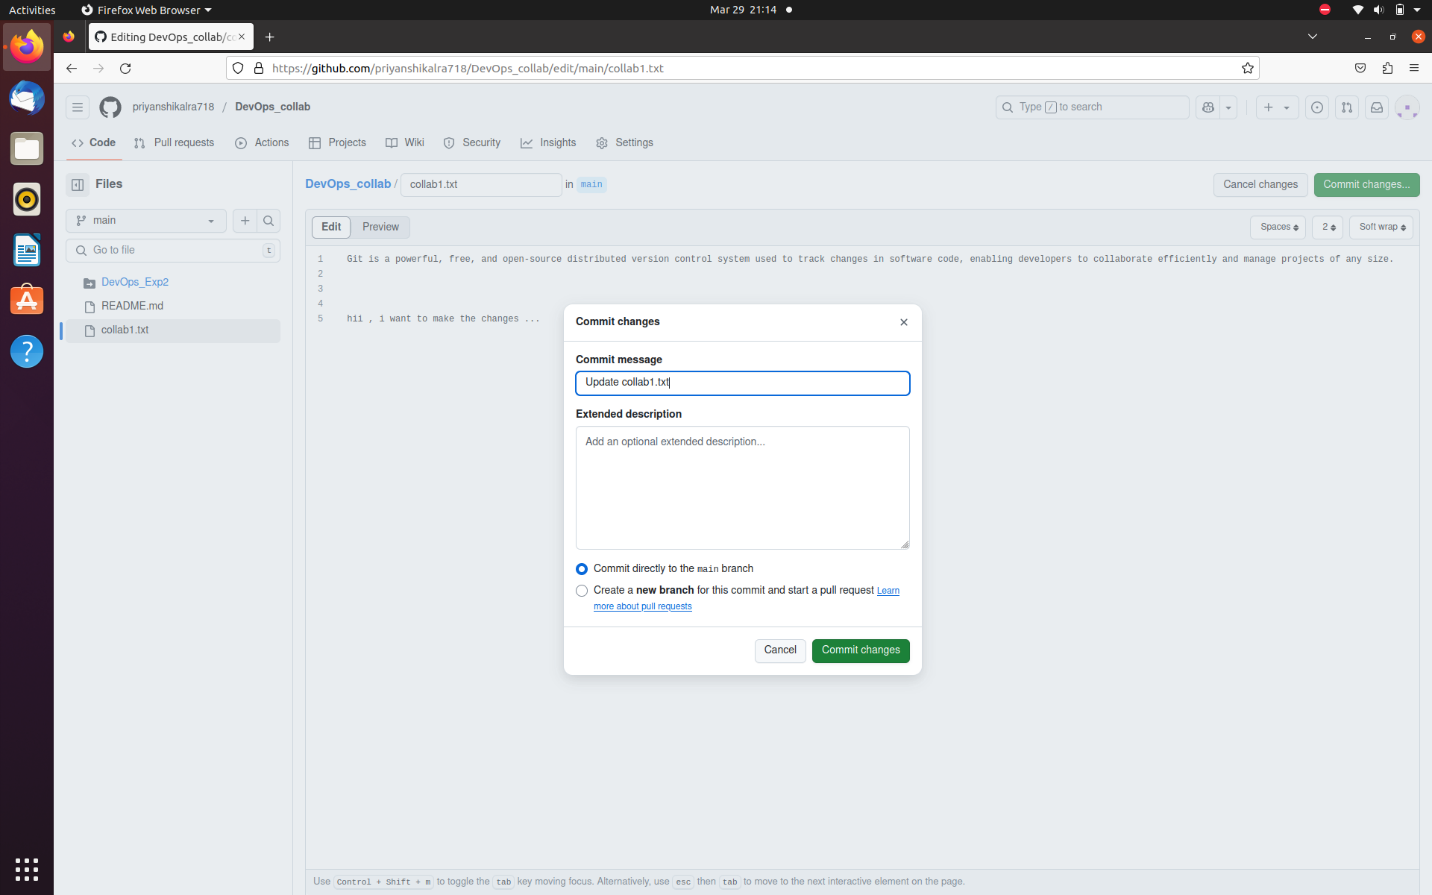 Activities
Firefox Web Browser
Mar 29 21:14
Editing DevOps_collab/co
https://github.com/priyanshikalra718/DevOps_collab/edit/main/collab1.txt
priyanshikalra718 / DevOps_collab
Type / to search
Code
Pull requests
Actions
Projects
Wiki
Security
Insights
Settings
Files
DevOps_collab / collab1.txt in main
Cancel changes
Commit changes...
main
Go to file
t
DevOps_Exp2
README.md
collab1.txt
Edit
Preview
Spaces
2
Soft wrap
1 Git is a powerful, free, and open-source distributed version control system used to track changes in software code, enabling developers to collaborate efficiently and manage projects of any size.
2
3
4
5 hii , i want to make the changes ...
Commit changes
Commit message
Update collab1.txt
Extended description
Add an optional extended description...
Commit directly to the main branch
Create a new branch for this commit and start a pull request Learn
more about pull requests
Cancel
Commit changes
Use Control + Shift + m to toggle the tab key moving focus. Alternatively, use esc then tab to move to the next interactive element on the page.